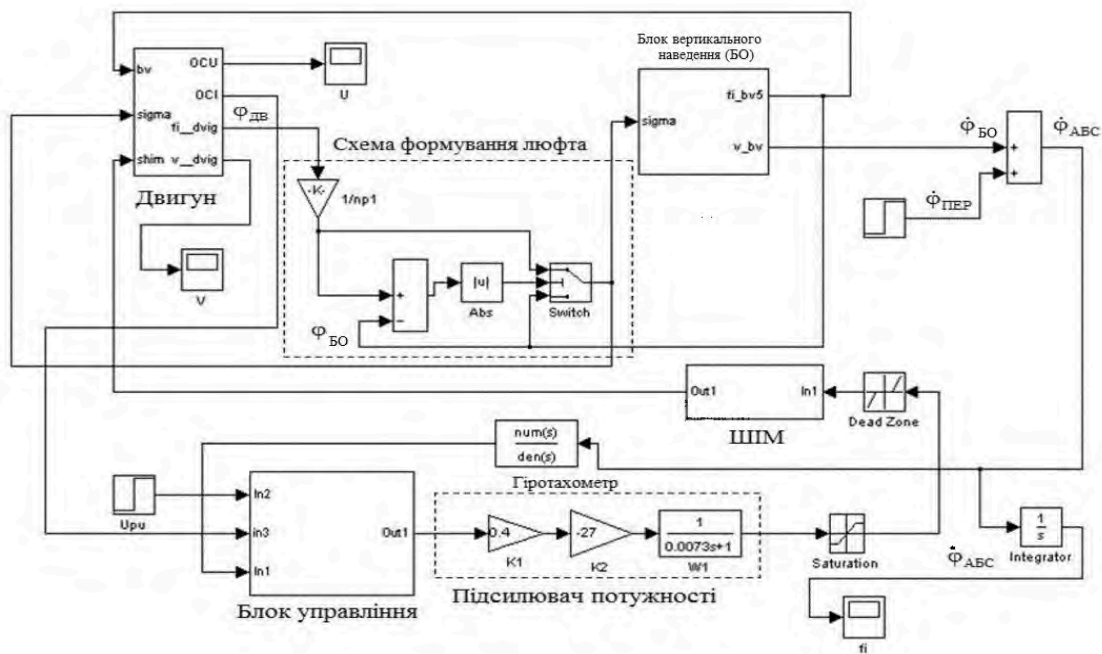 Блок вертикального
наведення (БО)
bv
sigma
shim
OCU
OCI
fi__dvig
v__dvig
Двигун
U
φДВ
Схема формування люфта
-K-
1/np1
V
+
−
|u|
Abs
Switch
φБО
sigma
fi_bv5
v_bv
φ̇БО
φ̇АБС
+
+
φ̇ПЕР
Out1
In1
ШІМ
Dead Zone
num(s)
den(s)
Гіротахометр
Upu
In2
in3
In1
Out1
Блок управління
0.4
K1
-27
K2
1
0.0073s+1
W1
Підсилювач потужності
Saturation
φ̇АБС
1
s
Integrator
fi